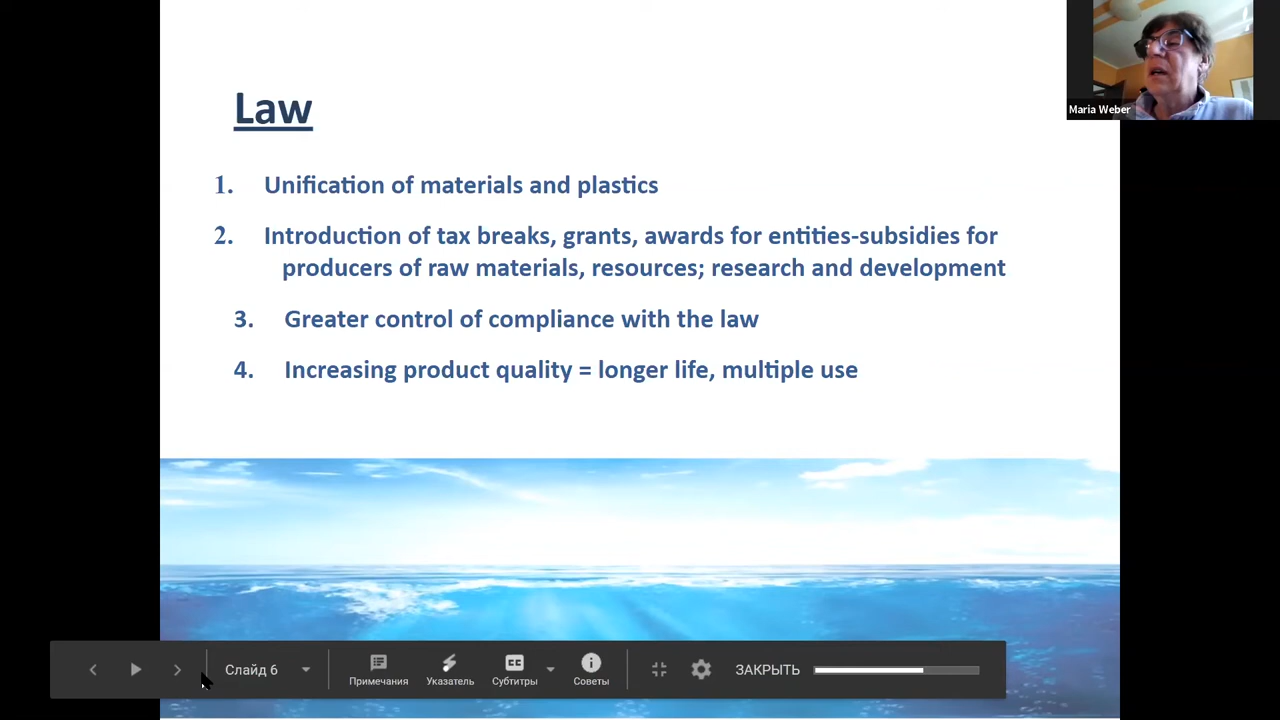 Maria Weber
Law
1. Unification of materials and plastics
2. Introduction of tax breaks, grants, awards for entities-subsidies for
producers of raw materials, resources; research and development
3. Greater control of compliance with the law
4. Increasing product quality = longer life, multiple use
Слайд 6
Примечания
Указатель
Субтитры
Советы
ЗАКРЫТЬ